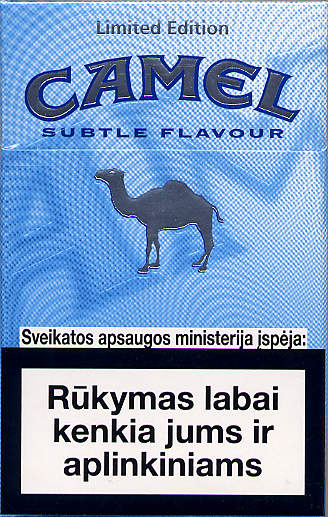 Limited Edition
CAMEL
SUBTLE FLAVOUR
Sveikatos apsaugos ministerija įspėja:
Rūkymas labai
kenkia jums ir
aplinkiniams